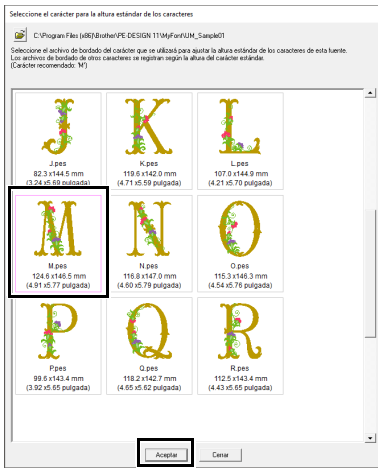 Seleccione el carácter para la altura estándar de los caracteres
C:\Program Files (x86)\Brother\PE-DESIGN 11\MyFont\UM_Sample01
Seleccione el archivo de bordado del carácter que se utilizará para ajustar la altura estándar de los caracteres de esta fuente.
Los archivos de bordado de otros caracteres se registran según la altura del carácter estándar.
(Carácter recomendado: 'M')
J K L
J.pes K.pes L.pes
82.3 x144.5 mm 119.6 x142.0 mm 107.0 x144.9 mm
(3.24 x5.69 pulgada) (4.71 x5.59 pulgada) (4.21 x5.70 pulgada)
M N O
M.pes N.pes O.pes
124.6 x146.5 mm 116.8 x147.0 mm 115.3 x146.3 mm
(4.91 x5.77 pulgada) (4.60 x5.79 pulgada) (4.54 x5.76 pulgada)
P Q R
P.pes Q.pes R.pes
99.6 x143.4 mm 118.2 x142.7 mm 112.5 x143.4 mm
(3.92 x5.65 pulgada) (4.65 x5.62 pulgada) (4.43 x5.65 pulgada)
Aceptar Cerrar